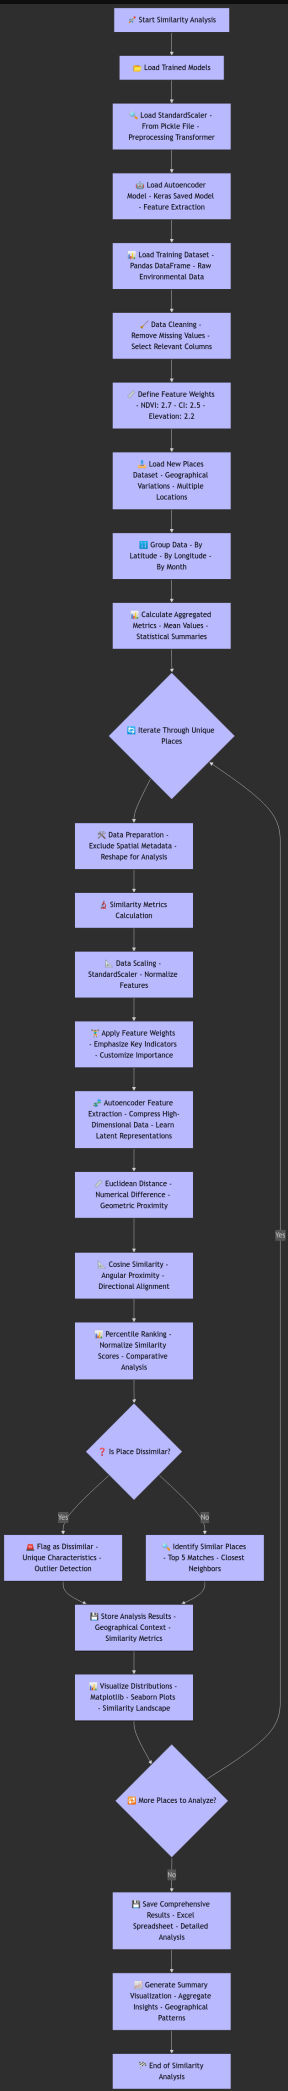 🚀 Start Similarity Analysis
📂 Load Trained Models
🔍 Load StandardScaler -
From Pickle File -
Preprocessing Transformer
🤖 Load Autoencoder
Model - Keras Saved Model
- Feature Extraction
📊 Load Training Dataset -
Pandas DataFrame - Raw
Environmental Data
🧹 Data Cleaning -
Remove Missing Values -
Select Relevant Columns
📏 Define Feature Weights
- NDVI: 2.7 - CI: 2.5 -
Elevation: 2.2
Load New Places
Dataset - Geographical
Variations - Multiple
Locations
🔢 Group Data - By
Latitude - By Longitude -
By Month
📊 Calculate Aggregated
Metrics - Mean Values -
Statistical Summaries
🔄 Iterate Through Unique
Places
🛠️ Data Preparation -
Exclude Spatial Metadata -
Reshape for Analysis
🔬 Similarity Metrics
Calculation
📐 Data Scaling -
StandardScaler - Normalize
Features
🏋️ Apply Feature Weights
- Emphasize Key Indicators
- Customize Importance
🧬 Autoencoder Feature
Extraction - Compress High-
Dimensional Data - Learn
Latent Representations
📏 Euclidean Distance -
Numerical Difference -
Geometric Proximity
📐 Cosine Similarity -
Angular Proximity -
Directional Alignment
📊 Percentile Ranking -
Normalize Similarity
Scores - Comparative
Analysis
❓ Is Place Dissimilar?
Yes
No
🚨 Flag as Dissimilar -
Unique Characteristics -
Outlier Detection
🔍 Identify Similar Places
- Top 5 Matches - Closest
Neighbors
💾 Store Analysis Results -
Geographical Context -
Similarity Metrics
📊 Visualize Distributions -
Matplotlib - Seaborn Plots
- Similarity Landscape
🔁 More Places to Analyze?
Yes
No
💾 Save Comprehensive
Results - Excel
Spreadsheet - Detailed
Analysis
📈 Generate Summary
Visualization - Aggregate
Insights - Geographical
Patterns
🏁 End of Similarity
Analysis